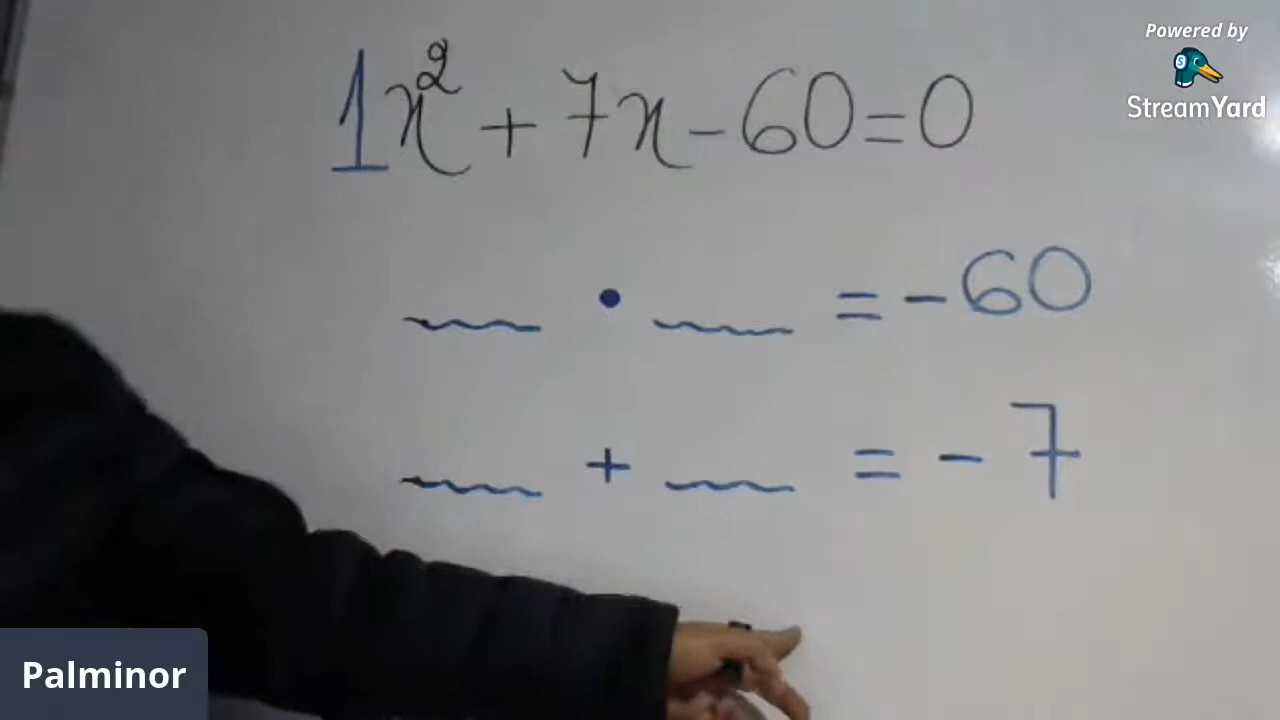 Powered by
StreamYard
1x² + 7x - 60 = 0
___ • ___ = -60
___ + ___ = -7
Palminor